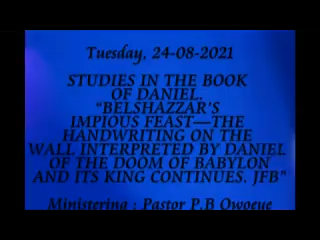 Tuesday, 24-08-2021
STUDIES IN THE BOOK
OF DANIEL.
"BELSHAZZAR'S
IMPIOUS FEAST—THE
HANDWRITING ON THE
WALL INTERPRETED BY DANIEL
OF THE DOOM OF BABYLON
AND ITS KING CONTINUES. JFB"
Ministering : Pastor P.B Owoeye